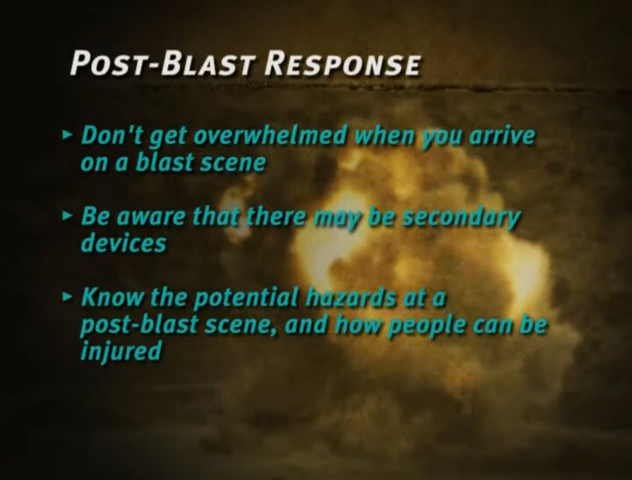 POST-BLAST RESPONSE
► Don't get overwhelmed when you arrive
on a blast scene
► Be aware that there may be secondary
devices
► Know the potential hazards at a
post-blast scene, and how people can be
injured